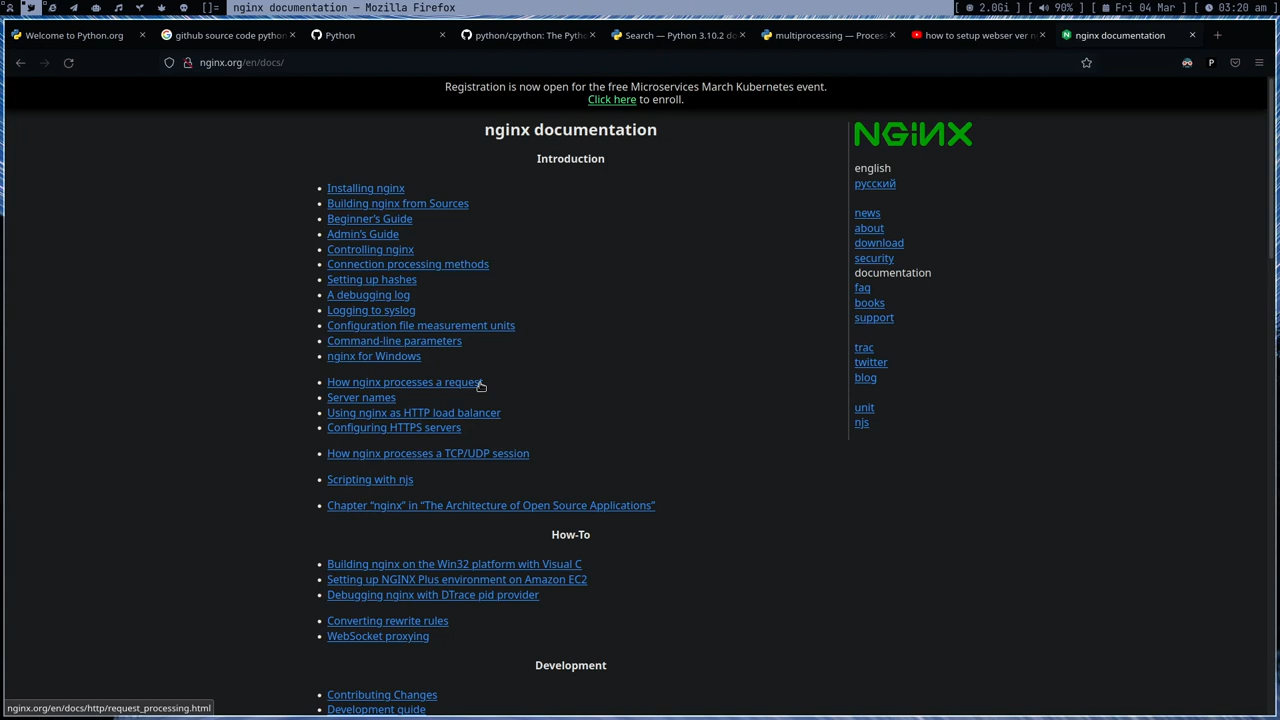 []= nginx documentation — Mozilla Firefox 2.0Gi 90% Fri 04 Mar 03:20 am
Welcome to Python.org github source code python Python python/cpython: The Pytho Search — Python 3.10.2 do multiprocessing — Proces how to setup webser ver n nginx documentation
nginx.org/en/docs/
Registration is now open for the free Microservices March Kubernetes event.
Click here to enroll.
nginx documentation
Introduction
Installing nginx
Building nginx from Sources
Beginner's Guide
Admin's Guide
Controlling nginx
Connection processing methods
Setting up hashes
A debugging log
Logging to syslog
Configuration file measurement units
Command-line parameters
nginx for Windows
How nginx processes a request
Server names
Using nginx as HTTP load balancer
Configuring HTTPS servers
How nginx processes a TCP/UDP session
Scripting with njs
Chapter “nginx” in “The Architecture of Open Source Applications”
How-To
Building nginx on the Win32 platform with Visual C
Setting up NGINX Plus environment on Amazon EC2
Debugging nginx with DTrace pid provider
Converting rewrite rules
WebSocket proxying
Development
Contributing Changes
Development guide
NGINX
english
русский
news
about
download
security
documentation
faq
books
support
trac
twitter
blog
unit
njs
nginx.org/en/docs/http/request_processing.html